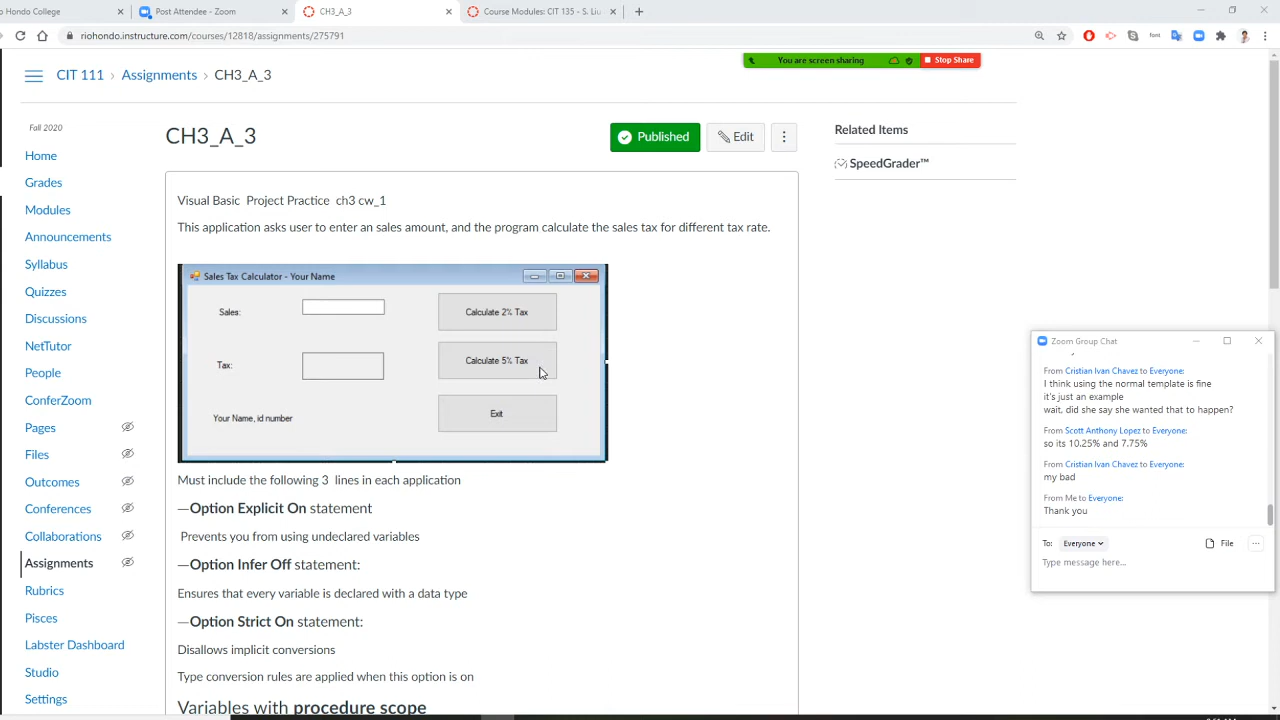 o Hondo College
Post Attendee - Zoom
CH3_A_3
Course Modules: CIT 135 - S. Liu
riohondo.instructure.com/courses/12818/assignments/275791
You are screen sharing
Stop Share
CIT 111 › Assignments › CH3_A_3
Fall 2020
Home
Grades
Modules
Announcements
Syllabus
Quizzes
Discussions
NetTutor
People
ConferZoom
Pages
Files
Outcomes
Conferences
Collaborations
Assignments
Rubrics
Pisces
Labster Dashboard
Studio
Settings
CH3_A_3
Published
Edit
Related Items
SpeedGrader™
Visual Basic Project Practice ch3 cw_1
This application asks user to enter an sales amount, and the program calculate the sales tax for different tax rate.
Sales Tax Calculator - Your Name
Sales:
Calculate 2% Tax
Tax:
Calculate 5% Tax
Your Name, id number
Exit
Must include the following 3 lines in each application
—Option Explicit On statement
Prevents you from using undeclared variables
—Option Infer Off statement:
Ensures that every variable is declared with a data type
—Option Strict On statement:
Disallows implicit conversions
Type conversion rules are applied when this option is on
Variables with procedure scope
Zoom Group Chat
From Cristian Ivan Chavez to Everyone:
I think using the normal template is fine
it's just an example
wait, did she say she wanted that to happen?
From Scott Anthony Lopez to Everyone:
so its 10.25% and 7.75%
From Cristian Ivan Chavez to Everyone:
my bad
From Me to Everyone:
Thank you
To: Everyone
File
Type message here...